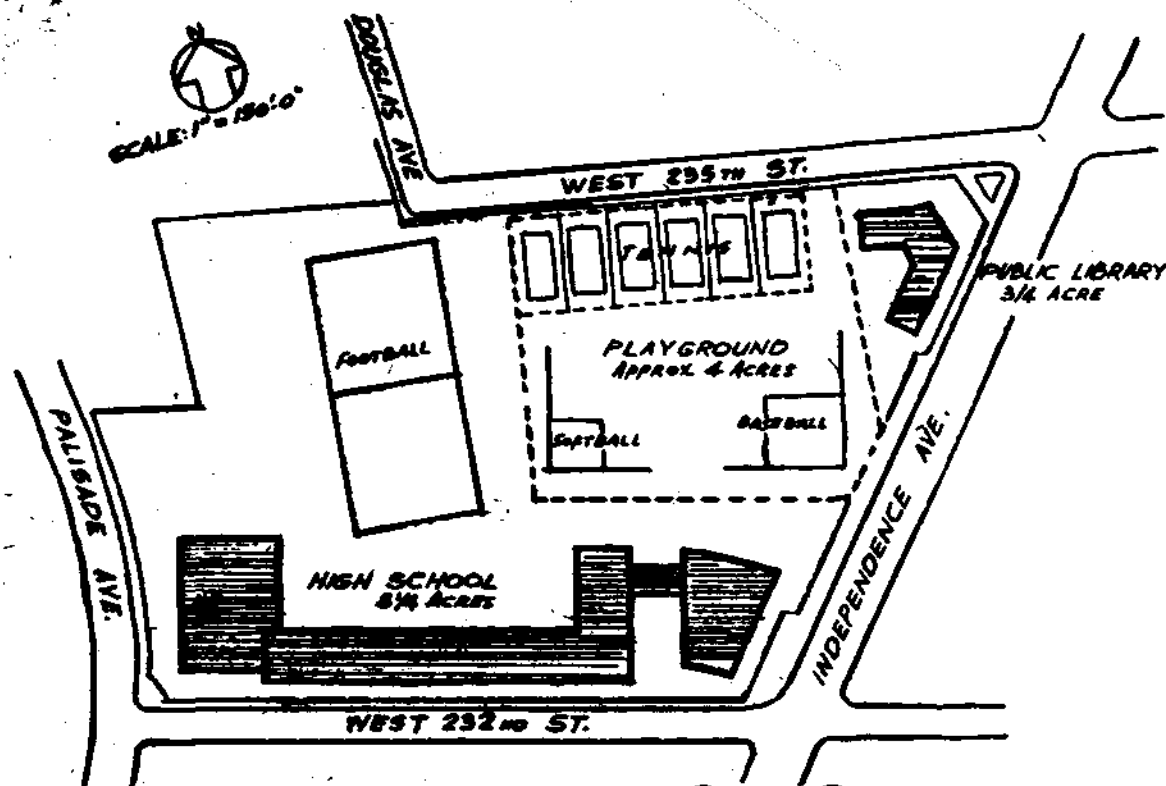 N
SCALE: 1" = 150'-0"
DOUGLAS AVE
WEST 235TH ST.
TENNIS
PUBLIC LIBRARY
3/4 ACRE
FOOTBALL
PLAYGROUND
APPROX 4 ACRES
SOFTBALL
BASEBALL
PALISADE AVE.
HIGH SCHOOL
8 1/4 ACRES
INDEPENDENCE AVE.
WEST 232ND ST.